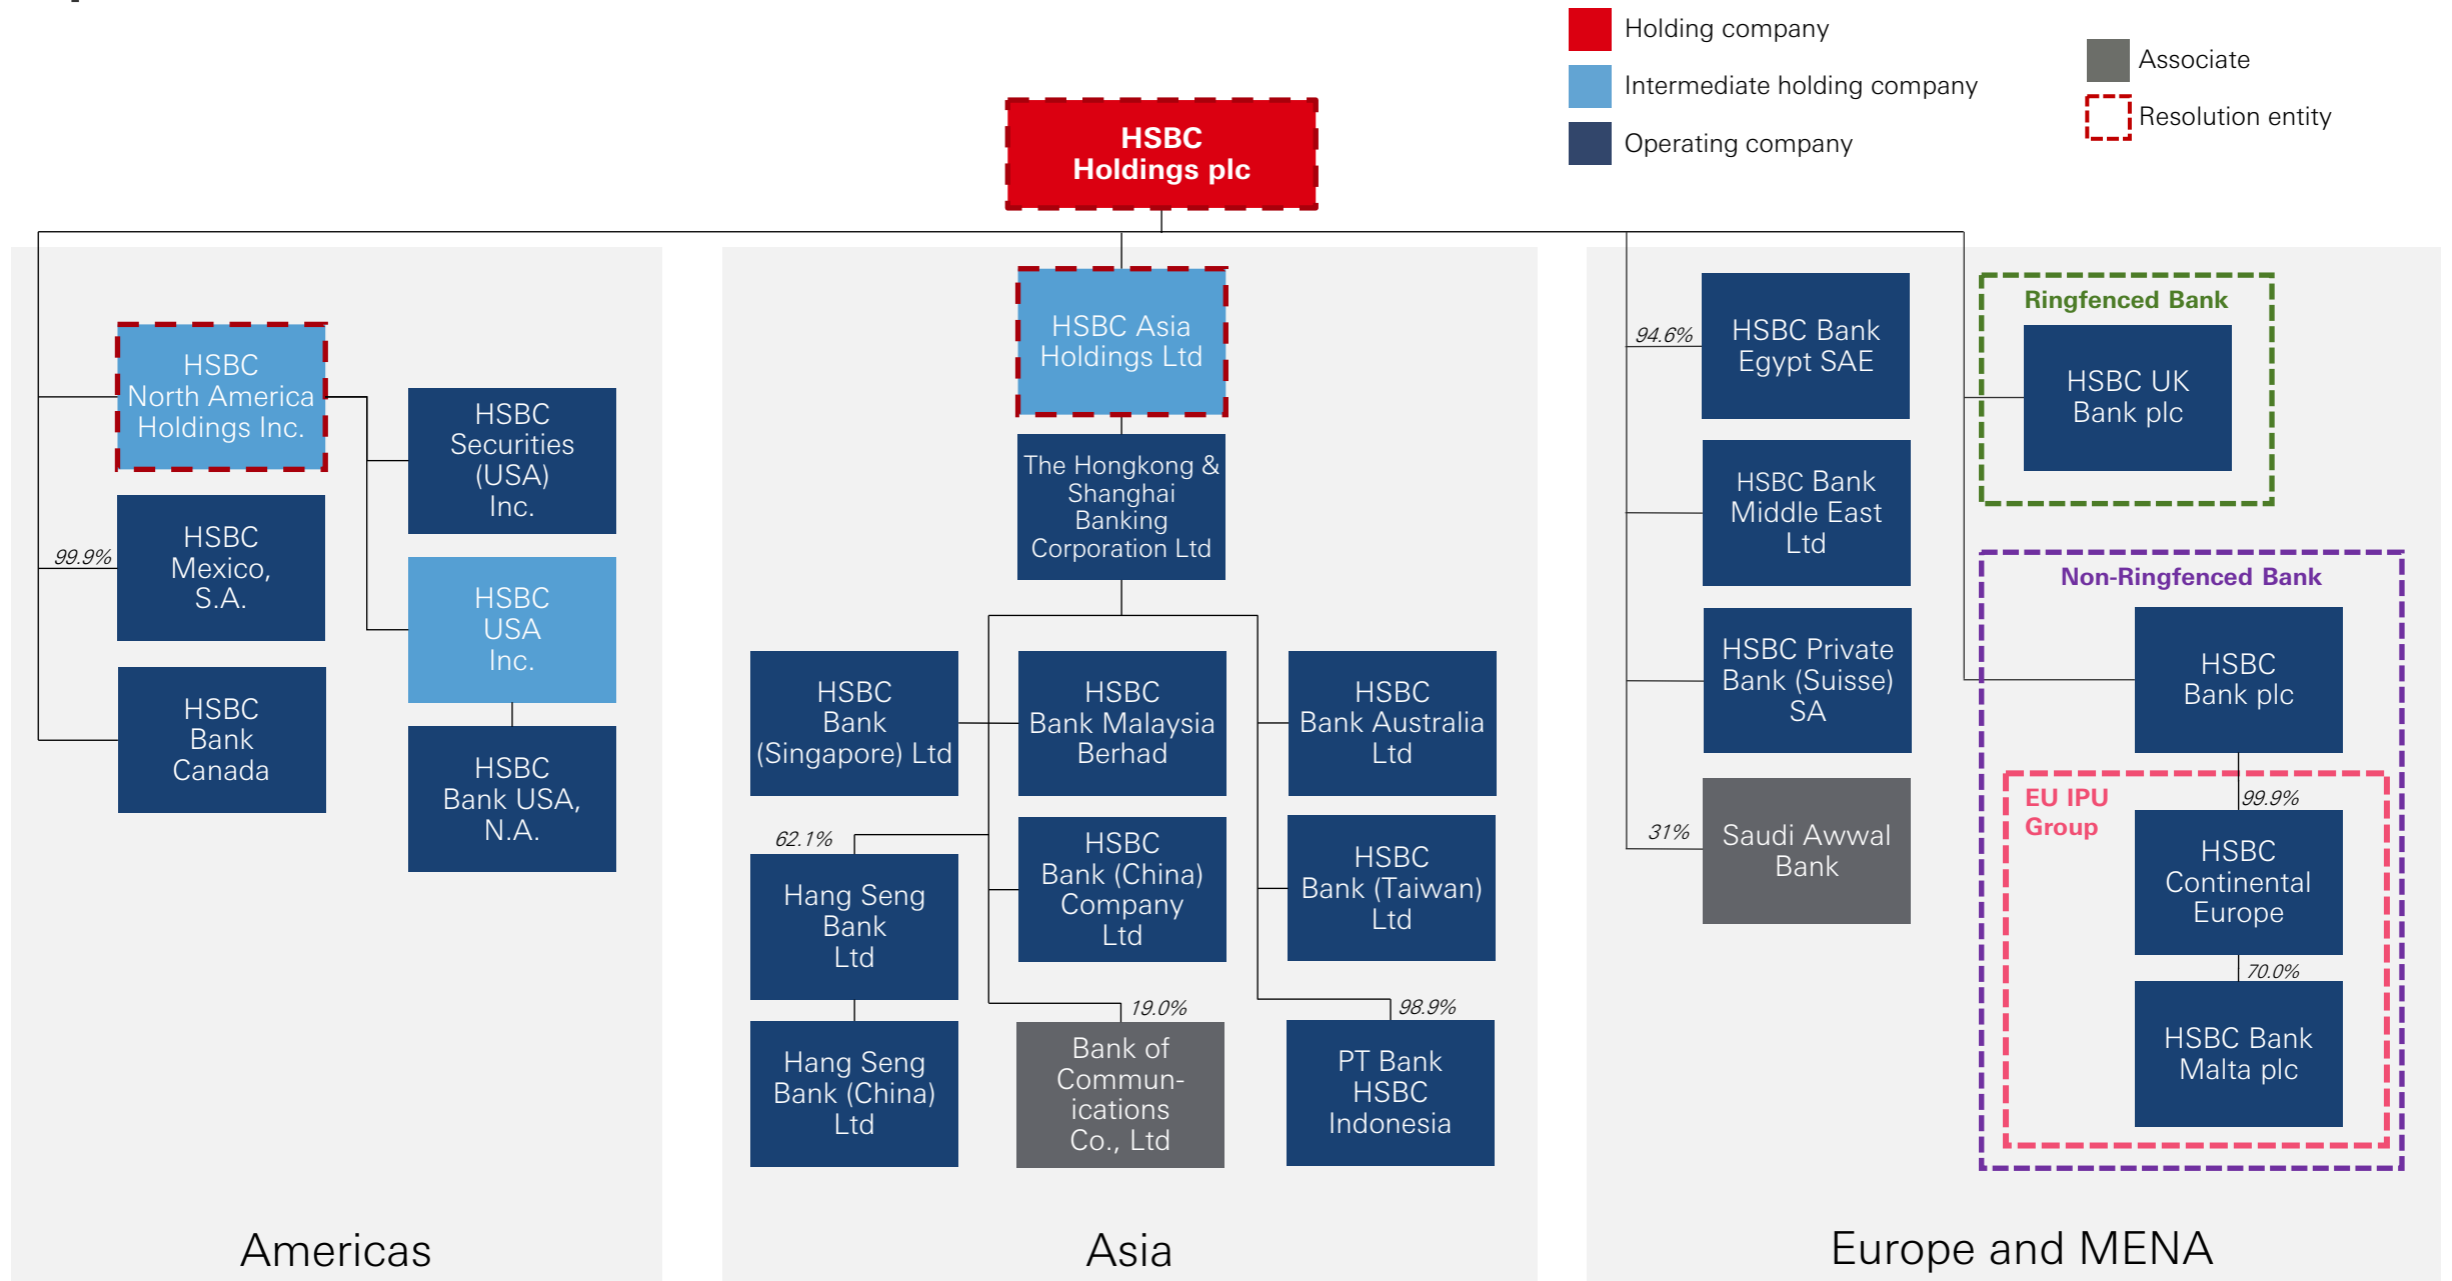 Holding company
Intermediate holding company
Operating company
Associate
Resolution entity
HSBC
Holdings plc
HSBC
North America
Holdings Inc.
99.9%
HSBC
Mexico,
S.A.
HSBC
Bank
Canada
HSBC
Securities
(USA)
Inc.
HSBC
USA
Inc.
HSBC
Bank USA,
N.A.
Americas
HSBC Asia
Holdings Ltd
The Hongkong &
Shanghai
Banking
Corporation Ltd
HSBC
Bank
(Singapore) Ltd
HSBC
Bank Malaysia
Berhad
HSBC
Bank Australia
Ltd
62.1%
Hang Seng
Bank
Ltd
HSBC
Bank (China)
Company
Ltd
HSBC
Bank (Taiwan)
Ltd
Hang Seng
Bank (China)
Ltd
19.0%
Bank of
Commun-
ications
Co., Ltd
98.9%
PT Bank
HSBC
Indonesia
Asia
94.6%
HSBC Bank
Egypt SAE
HSBC Bank
Middle East
Ltd
HSBC Private
Bank (Suisse)
SA
31%
Saudi Awwal
Bank
Ringfenced Bank
HSBC UK
Bank plc
Non-Ringfenced Bank
HSBC
Bank plc
EU IPU
Group
99.9%
HSBC
Continental
Europe
70.0%
HSBC Bank
Malta plc
Europe and MENA